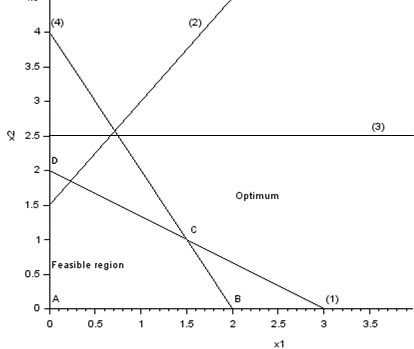 (4)
(2)
4
3.5
3
(3)
2.5
x2
D
2
1.5
Optimum
C
1
Feasible region
0.5
A
B
(1)
0
0 0.5 1 1.5 2 2.5 3 3.5
x1